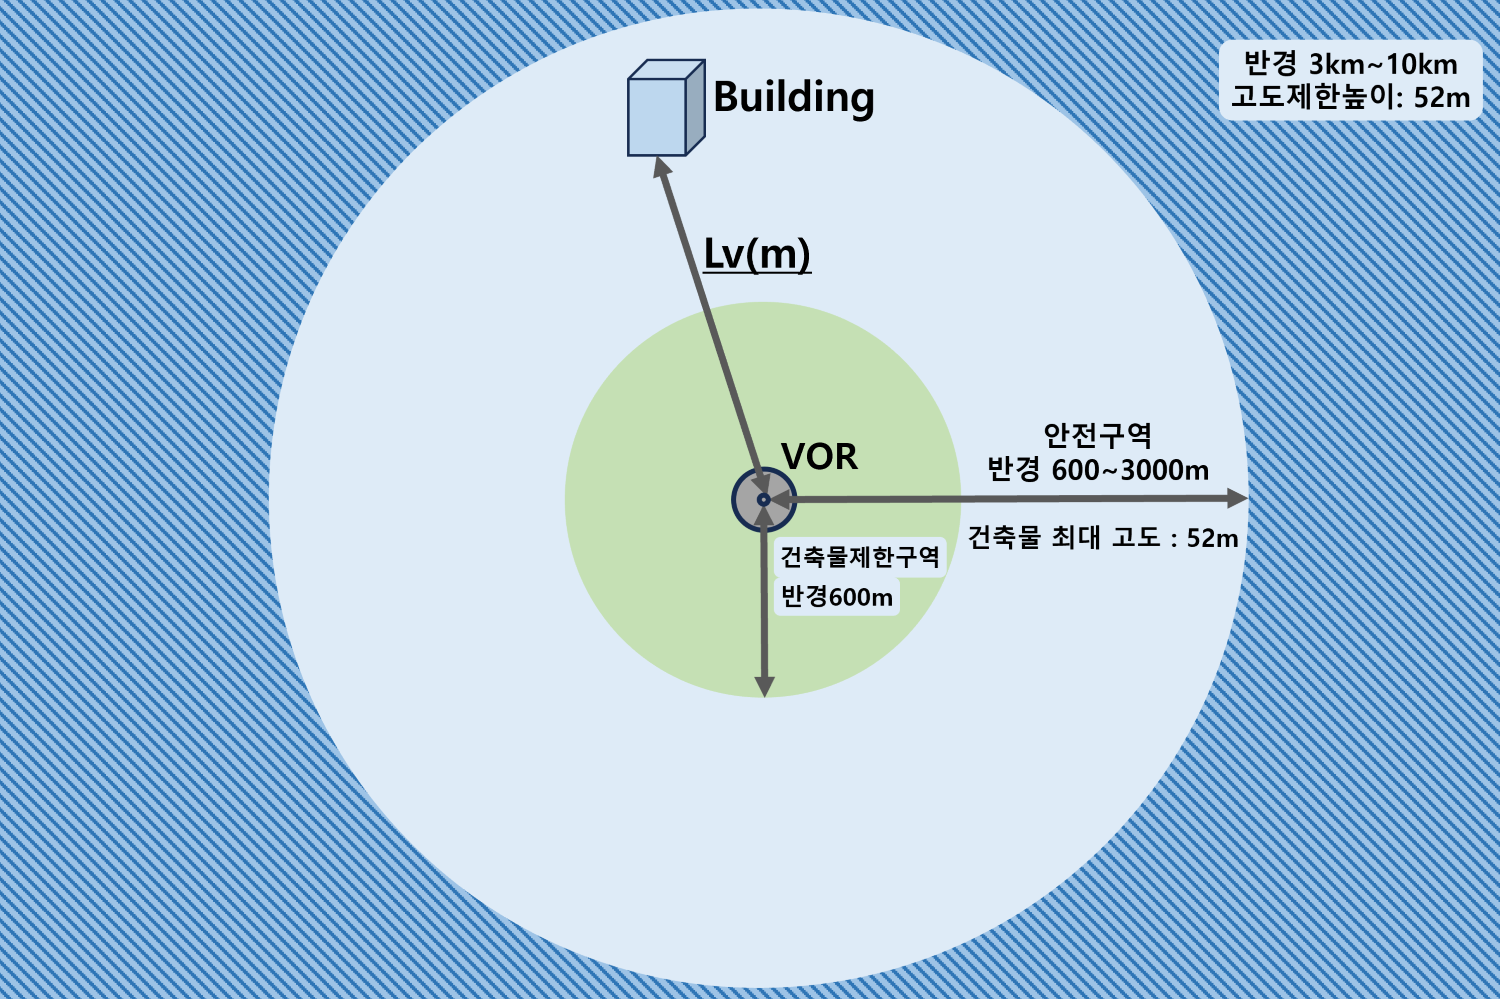 반경 3km~10km
고도제한높이: 52m
Building
Lv(m)
VOR
안전구역
반경 600~3000m
건축물 최대 고도 : 52m
건축물제한구역
반경600m